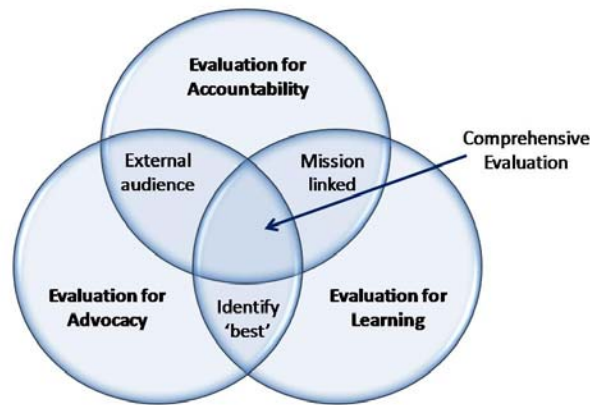 Evaluation for
Accountability
External
audience
Mission
linked
Comprehensive
Evaluation
Evaluation for
Advocacy
Identify
‘best’
Evaluation for
Learning